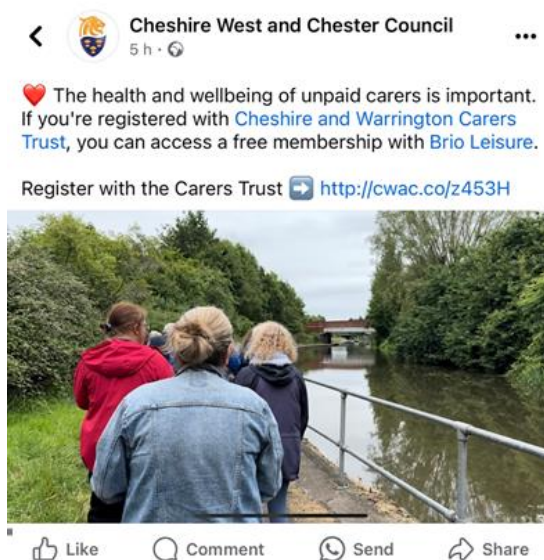 Cheshire West and Chester Council
5 h ·
❤️ The health and wellbeing of unpaid carers is important.
If you're registered with Cheshire and Warrington Carers
Trust, you can access a free membership with Brio Leisure.
Register with the Carers Trust ➡️ http://cwac.co/z453H
Like Comment Send Share